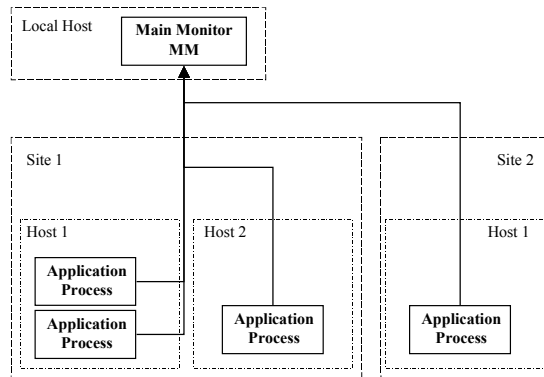 Local Host
Main Monitor
MM
Site 1
Site 2
Host 1
Host 2
Host 1
Application
Process
Application
Process
Application
Process
Application
Process